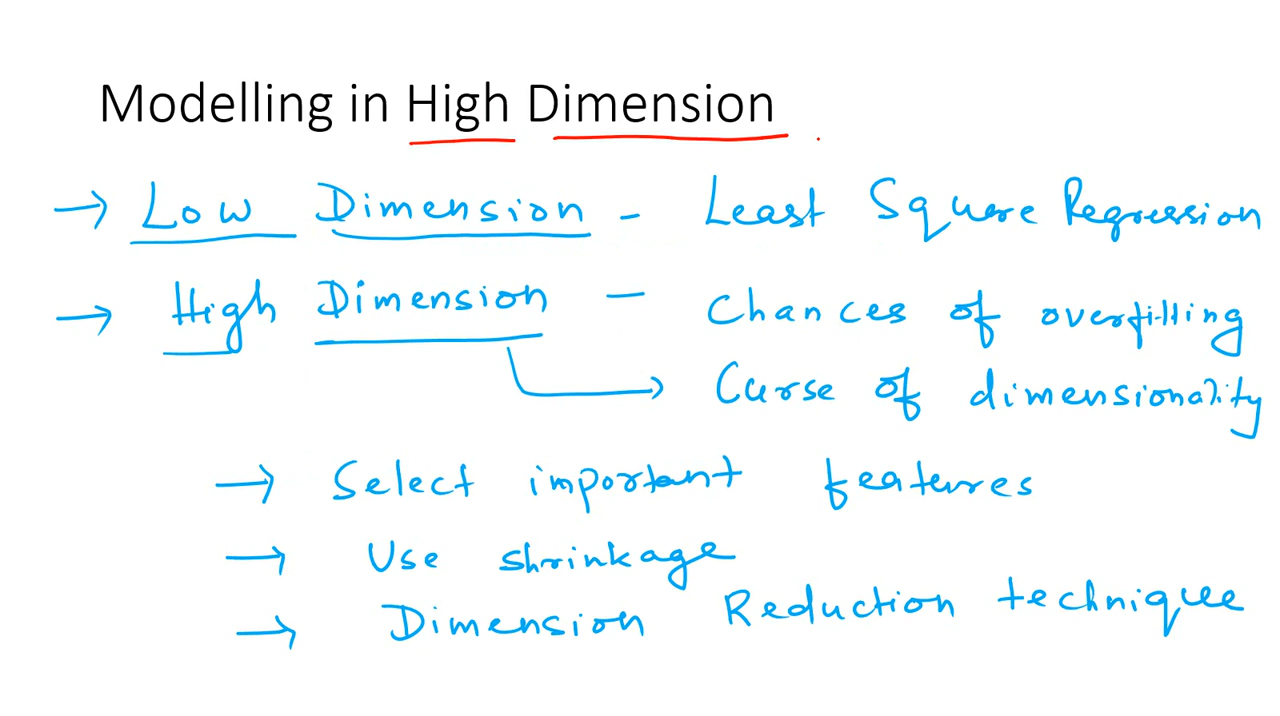 Modelling in High Dimension
→ Low Dimension - Least Square Regression
→ High Dimension - Chances of overfitting
→ Curse of dimensionality
→ Select important features
→ Use shrinkage
→ Dimension Reduction technique